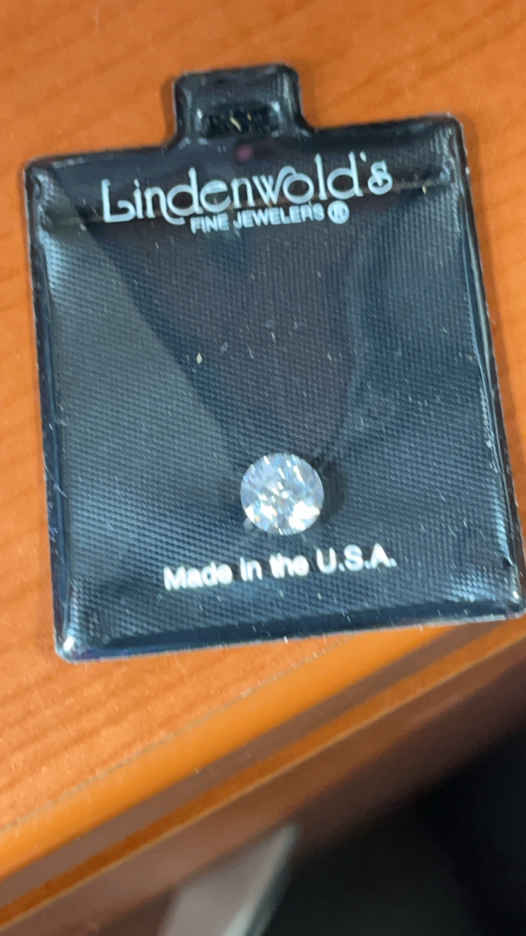 Lindenwold's
FINE JEWELERS ®
Made in the U.S.A.